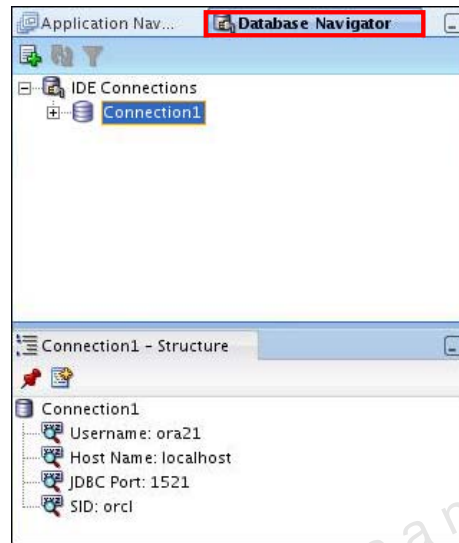 Application Nav...
Database Navigator
IDE Connections
Connection1
Connection1 - Structure
Connection1
Username: ora21
Host Name: localhost
JDBC Port: 1521
SID: orcl